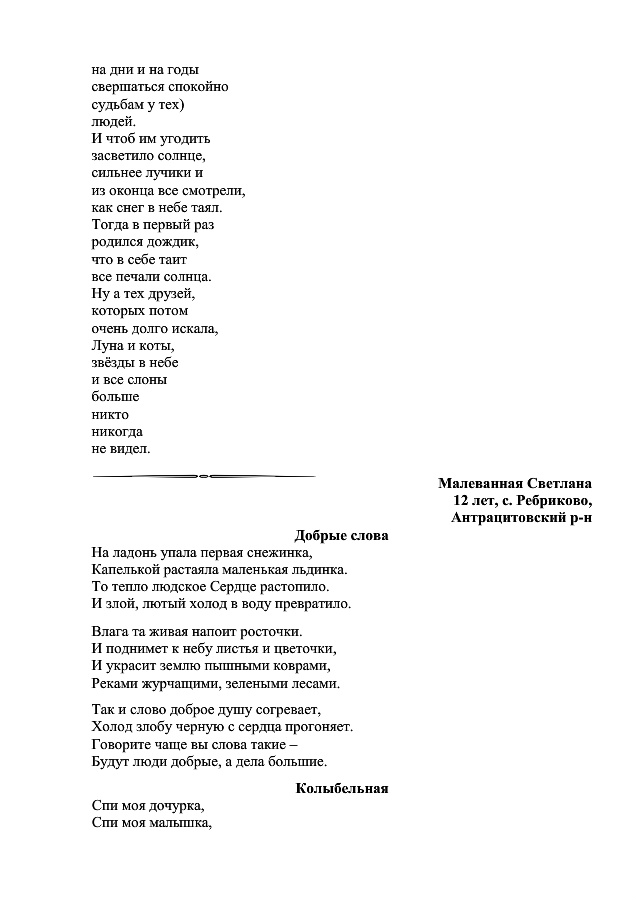 на дни и на годы
свершаться спокойно
судьбам у тех)
людей.
И чтоб им угодить
засветило солнце,
сильнее лучики и
из оконца все смотрели,
как снег в небе таял.
Тогда в первый раз
родился дождик,
что в себе таит
все печали солнца.
Ну а тех друзей,
которых потом
очень долго искала,
Луна и коты,
звёзды в небе
и все слоны
больше
никто
никогда
не видел.
Малеванная Светлана
12 лет, с. Ребриково,
Антрацитовский р-н
Добрые слова
На ладонь упала первая снежинка,
Капелькой растаяла маленькая льдинка.
То тепло людское Сердце растопило.
И злой, лютый холод в воду превратило.
Влага та живая напоит росточки.
И поднимет к небу листья и цветочки,
И украсит землю пышными коврами,
Реками журчащими, зелеными лесами.
Так и слово доброе душу согревает,
Холод злобу черную с сердца прогоняет.
Говорите чаще вы слова такие –
Будут люди добрые, а дела большие.
Колыбельная
Спи моя дочурка,
Спи моя малышка,